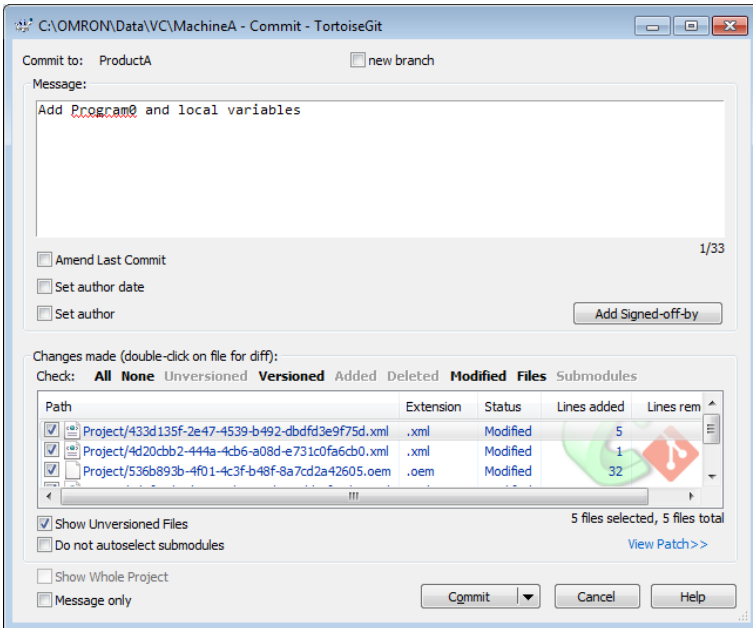 C:\OMRON\Data\VC\MachineA - Commit - TortoiseGit
Commit to: ProductA new branch
Message:
Add Program0 and local variables
1/33
Amend Last Commit
Set author date
Set author Add Signed-off-by
Changes made (double-click on file for diff):
Check: All None Unversioned Versioned Added Deleted Modified Files Submodules
Path Extension Status Lines added Lines rem
Project/433d135f-2e47-4539-b492-dbdfd3e9f75d.xml .xml Modified 5
Project/4d20cbb2-444a-4cb6-a08d-e731c0fa6cb0.xml .xml Modified 1
Project/536b893b-4f01-4c3f-b48f-8a7cd2a42605.oem .oem Modified 32
Show Unversioned Files 5 files selected, 5 files total
Do not autoselect submodules View Patch>>
Show Whole Project
Message only Commit Cancel Help